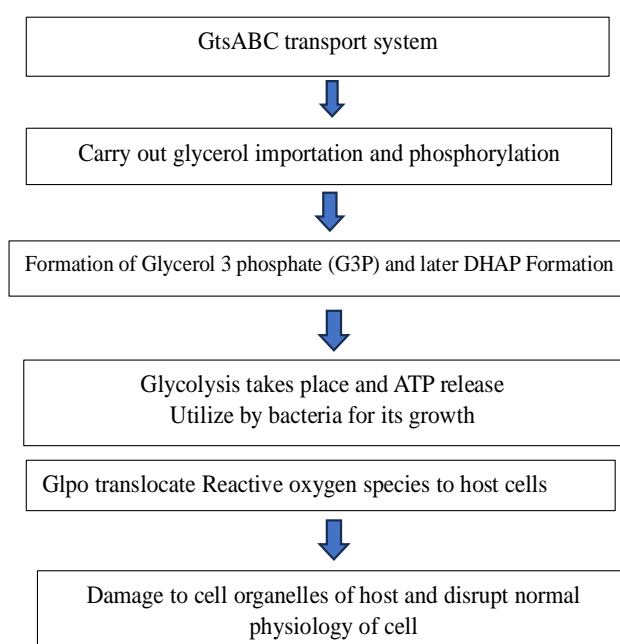 GtsABC transport system
Carry out glycerol importation and phosphorylation
Formation of Glycerol 3 phosphate (G3P) and later DHAP Formation
Glycolysis takes place and ATP release
Utilize by bacteria for its growth
Glpo translocate Reactive oxygen species to host cells
Damage to cell organelles of host and disrupt normal
physiology of cell